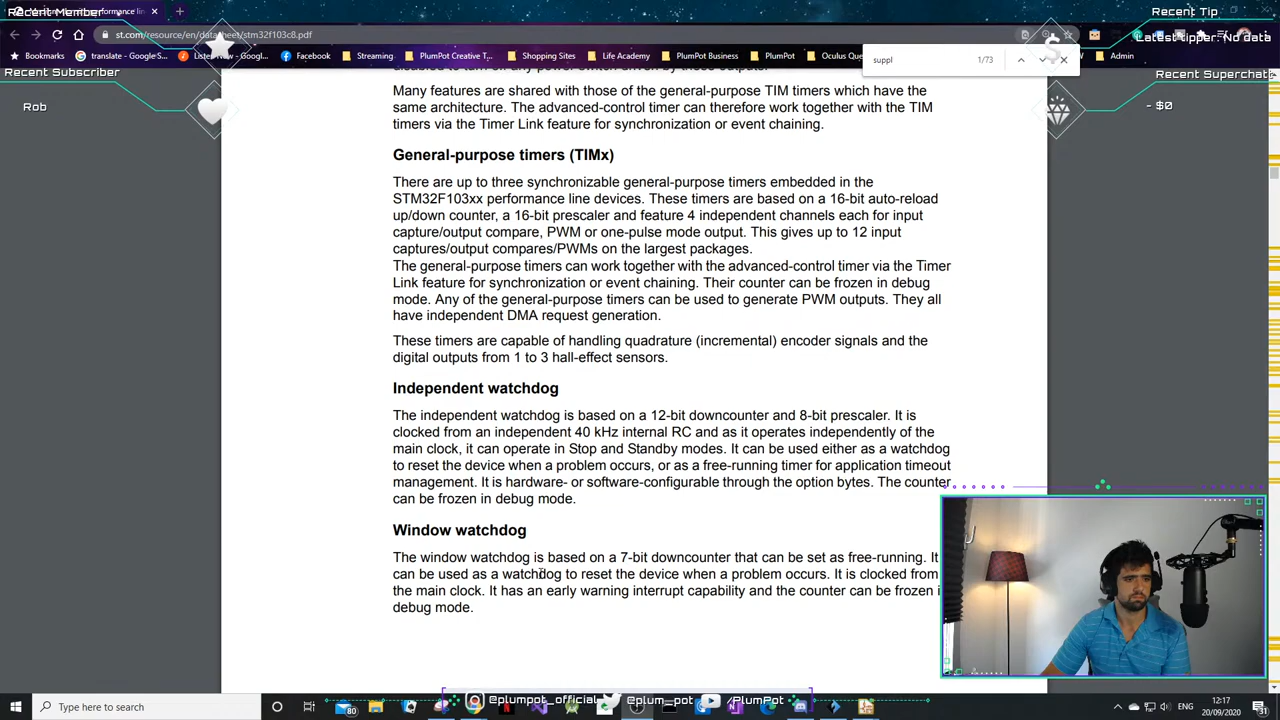 Recent Member
rformance lin
Recent Tip
st.com/resource/en/datasheet/stm32f103c8.pdf
Latest Tipper: No data
Bookmarks
translate - Google S...
Googl...
Facebook
Streaming
PlumPot Creative T...
Shopping Sites
Life Academy
PlumPot Business
PlumPot
Oculus Que
Admin
suppl
1/73
Recent Subscriber
Recent Superchat
Rob
- $0
Many features are shared with those of the general-purpose TIM timers which have the
same architecture. The advanced-control timer can therefore work together with the TIM
timers via the Timer Link feature for synchronization or event chaining.
General-purpose timers (TIMx)
There are up to three synchronizable general-purpose timers embedded in the
STM32F103xx performance line devices. These timers are based on a 16-bit auto-reload
up/down counter, a 16-bit prescaler and feature 4 independent channels each for input
capture/output compare, PWM or one-pulse mode output. This gives up to 12 input
captures/output compares/PWMs on the largest packages.
The general-purpose timers can work together with the advanced-control timer via the Timer
Link feature for synchronization or event chaining. Their counter can be frozen in debug
mode. Any of the general-purpose timers can be used to generate PWM outputs. They all
have independent DMA request generation.
These timers are capable of handling quadrature (incremental) encoder signals and the
digital outputs from 1 to 3 hall-effect sensors.
Independent watchdog
The independent watchdog is based on a 12-bit downcounter and 8-bit prescaler. It is
clocked from an independent 40 kHz internal RC and as it operates independently of the
main clock, it can operate in Stop and Standby modes. It can be used either as a watchdog
to reset the device when a problem occurs, or as a free-running timer for application timeout
management. It is hardware- or software-configurable through the option bytes. The counter
can be frozen in debug mode.
Window watchdog
The window watchdog is based on a 7-bit downcounter that can be set as free-running. It
can be used as a watchdog to reset the device when a problem occurs. It is clocked from
the main clock. It has an early warning interrupt capability and the counter can be frozen
debug mode.
Type here to search
80
@plumpot_official
@plum_pot
/PlumPot
12:17
20/09/2020
31